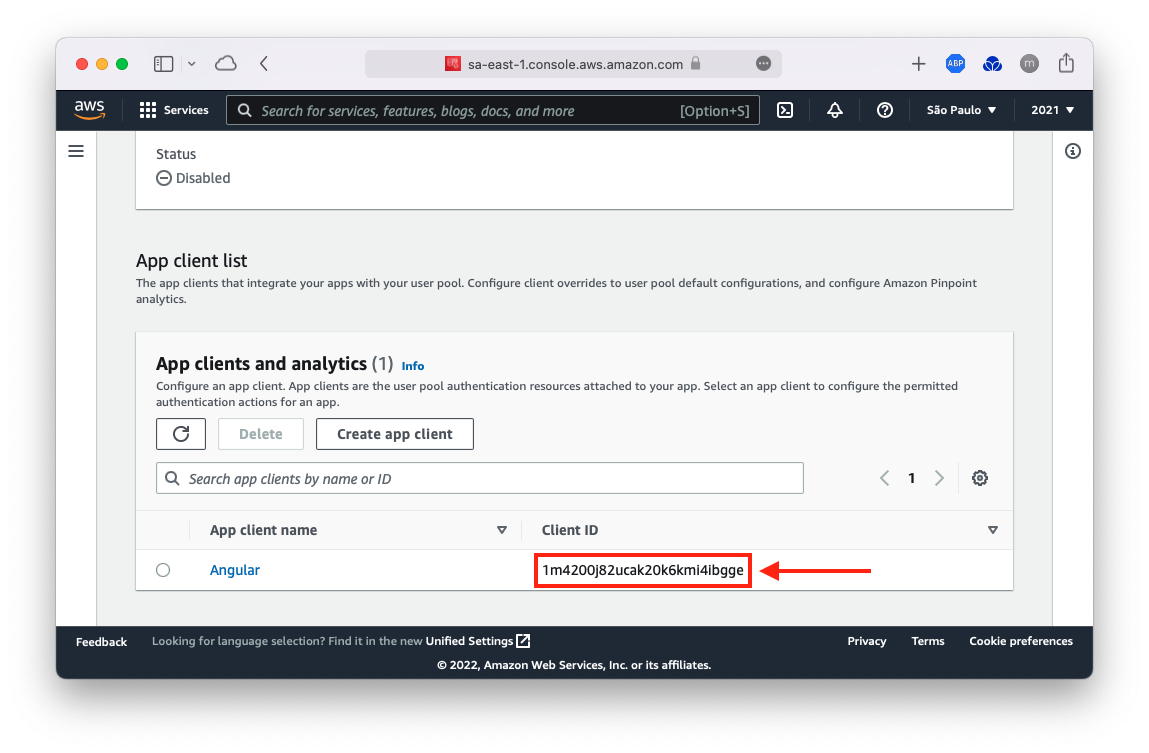 sa-east-1.console.aws.amazon.com
ABP
m
aws
Services
Search for services, features, blogs, docs, and more
[Option+S]
São Paulo
2021
Status
Disabled
App client list
The app clients that integrate your apps with your user pool. Configure client overrides to user pool default configurations, and configure Amazon Pinpoint
analytics.
App clients and analytics (1) Info
Configure an app client. App clients are the user pool authentication resources attached to your app. Select an app client to configure the permitted
authentication actions for an app.
Delete
Create app client
Search app clients by name or ID
1
App client name
Client ID
Angular
1m4200j82ucak20k6kmi4ibgge
Feedback
Looking for language selection? Find it in the new Unified Settings
Privacy
Terms
Cookie preferences
© 2022, Amazon Web Services, Inc. or its affiliates.